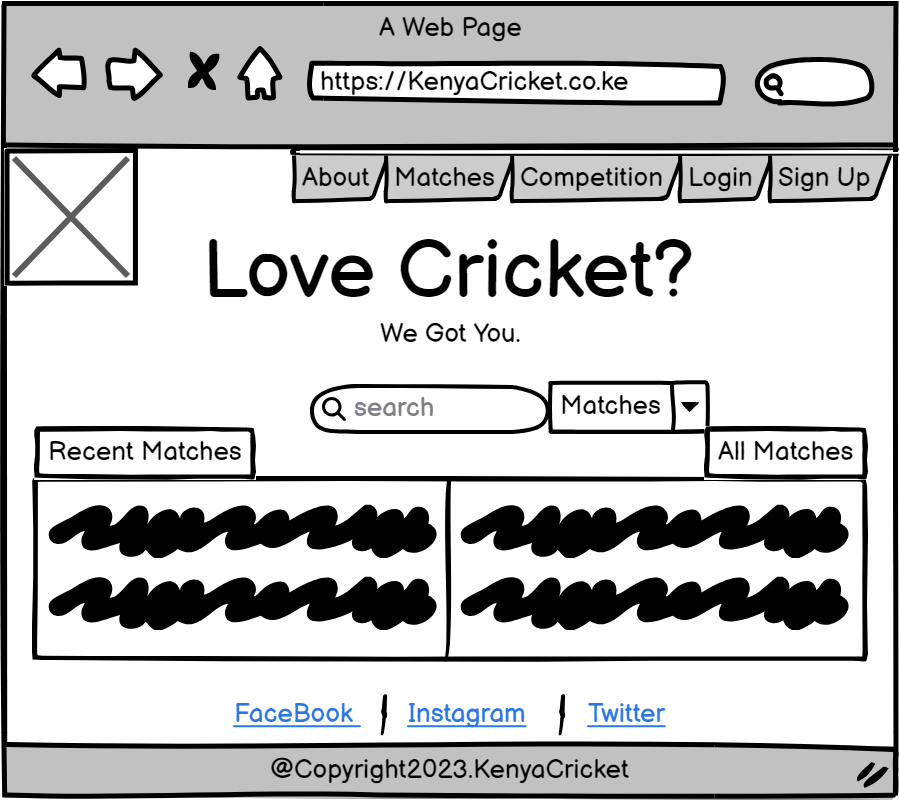 A Web Page
https://KenyaCricket.co.ke
About Matches Competition Login Sign Up
Love Cricket?
We Got You.
search Matches
Recent Matches All Matches
FaceBook Instagram Twitter
@Copyright2023.KenyaCricket